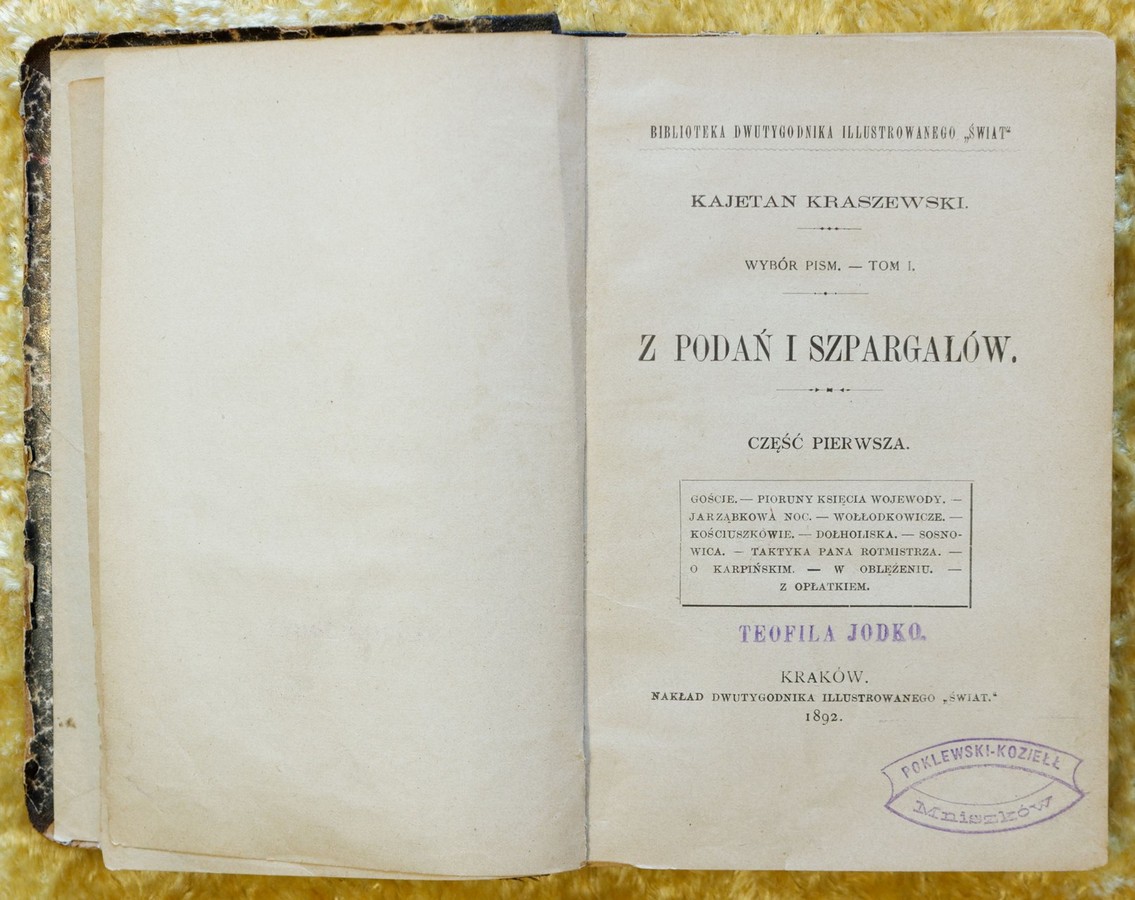 BIBLIOTEKA DWUTYGODNIKA ILLUSTROWANEGO „ŚWIAT“
KAJETAN KRASZEWSKI.
WYBÓR PISM. — TOM I.
Z PODAŃ I SZPARGAŁÓW.
CZĘŚĆ PIERWSZA.
GOŚCIE. — PIORUNY KSIĘCIA WOJEWODY. —
JARZĄBKOWA NOC. — WOŁŁODKOWICZE. —
KOŚCIUSZKOWIE. — DOŁHOLISKA. — SOSNO-
WICA. — TAKTYKA PANA ROTMISTRZA. —
O KARPIŃSKIM. — W OBLĘŻENIU. —
Z OPŁATKIEM.
TEOFILA JODKO.
KRAKÓW.
NAKŁAD DWUTYGODNIKA ILLUSTROWANEGO „ŚWIAT.“
1892.
POKLEWSKI-KOZIEŁŁ
Mniszków